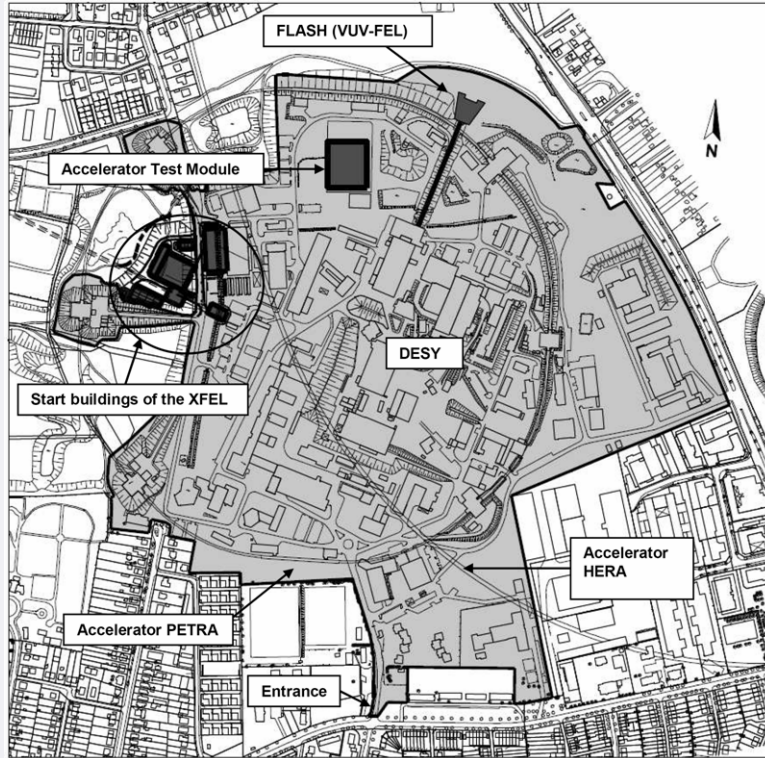 FLASH (VUV-FEL)
N
Accelerator Test Module
DESY
Start buildings of the XFEL
Accelerator
HERA
Accelerator PETRA
Entrance